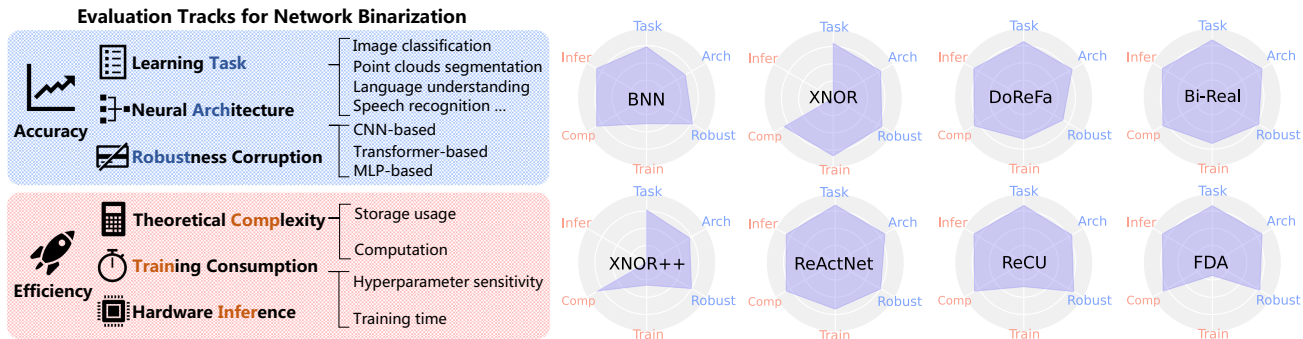 Evaluation Tracks for Network Binarization
Accuracy
Learning Task
Neural Architecture
Robustness Corruption
Image classification
Point clouds segmentation
Language understanding
Speech recognition ...
CNN-based
Transformer-based
MLP-based
Efficiency
Theoretical Complexity
Training Consumption
Hardware Inference
Storage usage
Computation
Hyperparameter sensitivity
Training time
Task
Infer
Arch
BNN
Comp
Robust
Train
Task
Infer
Arch
XNOR
Comp
Robust
Train
Task
Infer
Arch
DoReFa
Comp
Robust
Train
Task
Infer
Arch
Bi-Real
Comp
Robust
Train
Task
Infer
Arch
XNOR++
Comp
Robust
Train
Task
Infer
Arch
ReActNet
Comp
Robust
Train
Task
Infer
Arch
ReCU
Comp
Robust
Train
Task
Infer
Arch
FDA
Comp
Robust
Train